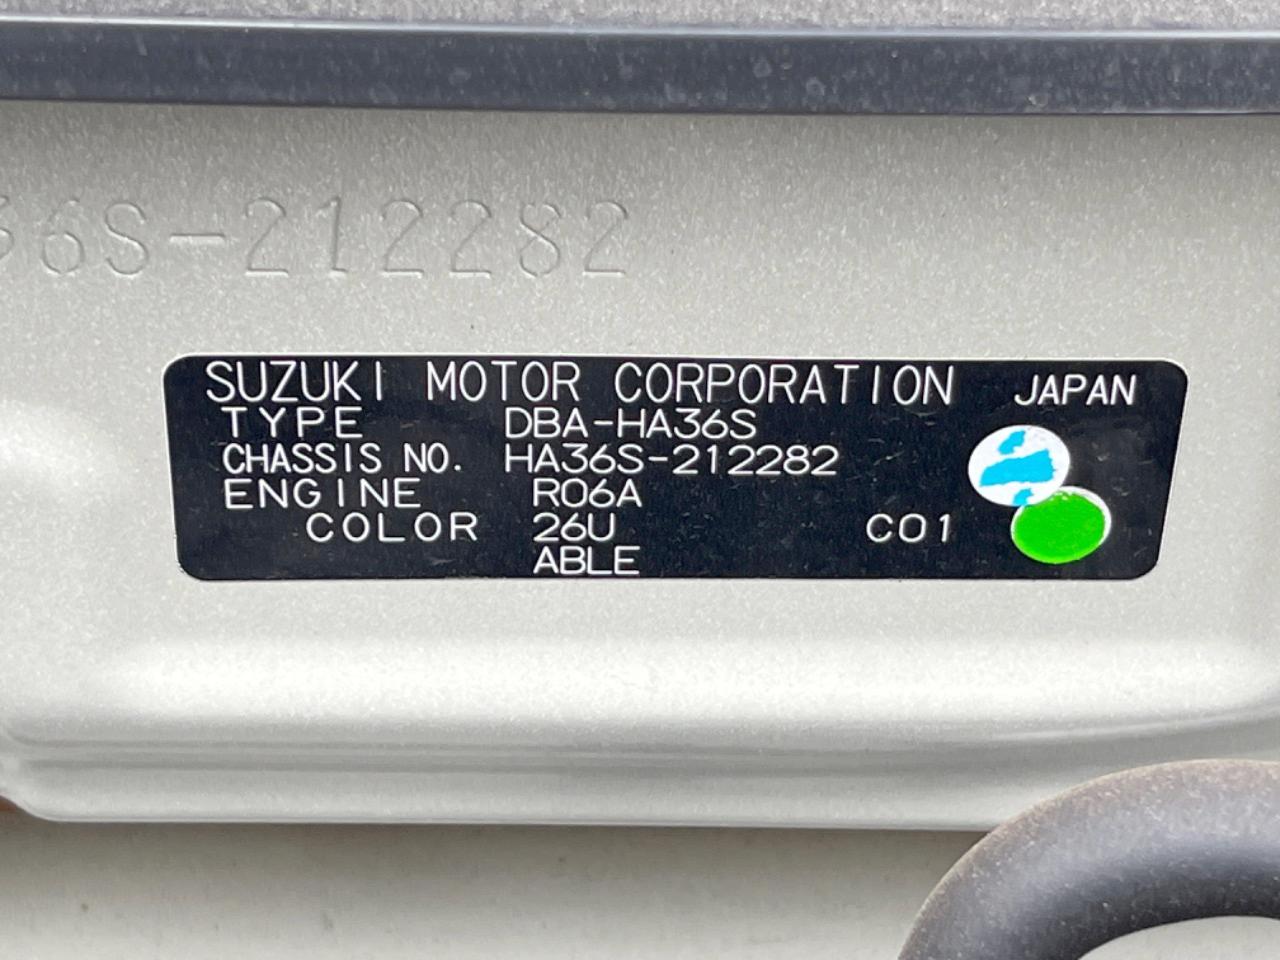 36S-212282
SUZUKI MOTOR CORPORATION JAPAN
TYPE DBA-HA36S
CHASSIS NO. HA36S-212282
ENGINE R06A
COLOR 26U C01
ABLE